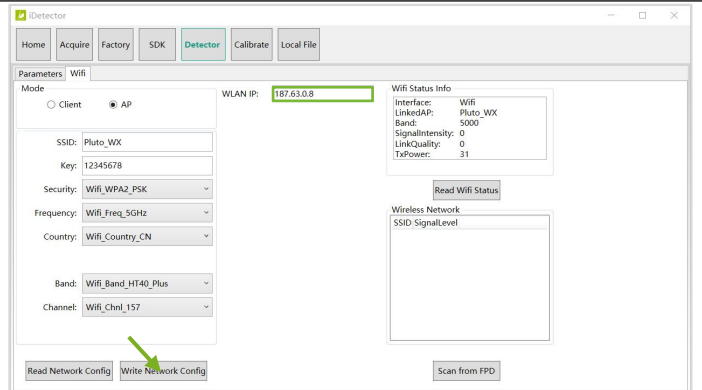 iDetector
Home Acquire Factory SDK Detector Calibrate Local File
Parameters Wifi
Mode
Client AP
SSID: Pluto_WX
Key: 12345678
Security: Wifi_WPA2_PSK
Frequency: Wifi_Freq_5GHz
Country: Wifi_Country_CN
Band: Wifi_Band_HT40_Plus
Channel: Wifi_Chnl_157
Read Network Config Write Network Config
WLAN IP: 187.63.0.8
Wifi Status Info
Interface: Wifi
LinkedAP: Pluto_WX
Band: 5000
SignalIntensity: 0
LinkQuality: 0
TxPower: 31
Read Wifi Status
Wireless Network
SSID SignalLevel
Scan from FPD